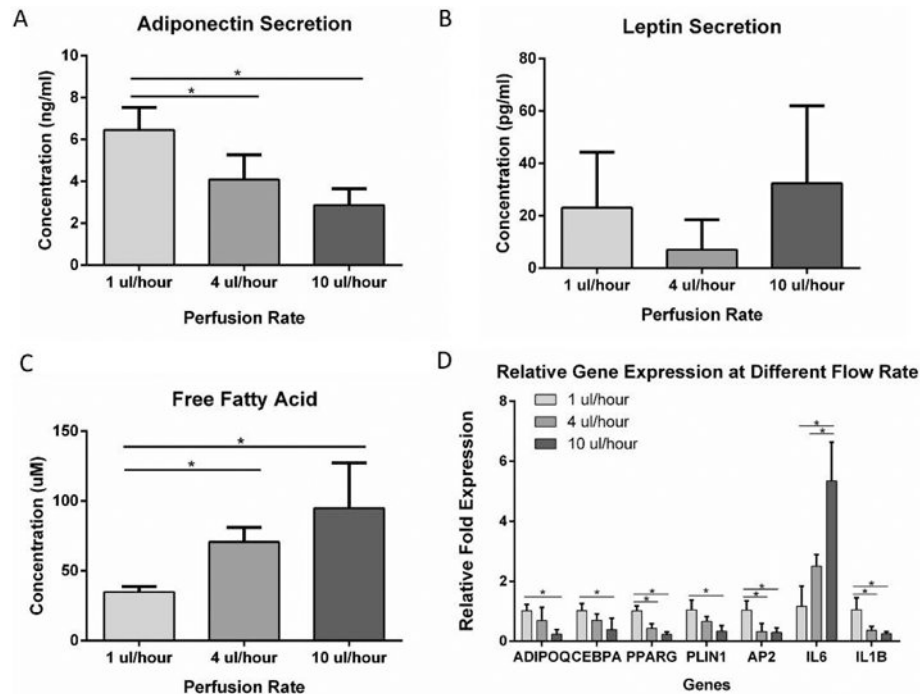 A
Adiponectin Secretion
Concentration (ng/ml)
10
8
6
4
2
0
*
*
1 ul/hour 4 ul/hour 10 ul/hour
Perfusion Rate
B
Leptin Secretion
Concentration (pg/ml)
80
60
40
20
0
1 ul/hour 4 ul/hour 10 ul/hour
Perfusion Rate
C
Free Fatty Acid
Concentration (uM)
150
100
50
0
*
*
1 ul/hour 4 ul/hour 10 ul/hour
Perfusion Rate
D
Relative Gene Expression at Different Flow Rate
Relative Fold Expression
8
6
4
2
0
1 ul/hour
4 ul/hour
10 ul/hour
*
*
*
*
*
*
*
*
*
*
*
ADIPOQ CEBPA PPARG PLIN1 AP2 IL6 IL1B
Genes